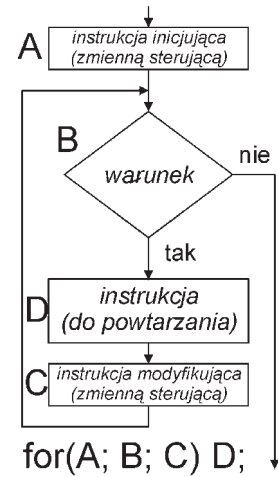 A
instrukcja inicjująca
(zmienną sterującą)
B
warunek
nie
tak
D
instrukcja
(do powtarzania)
C
instrukcja modyfikująca
(zmienną sterującą)
for(A; B; C) D;